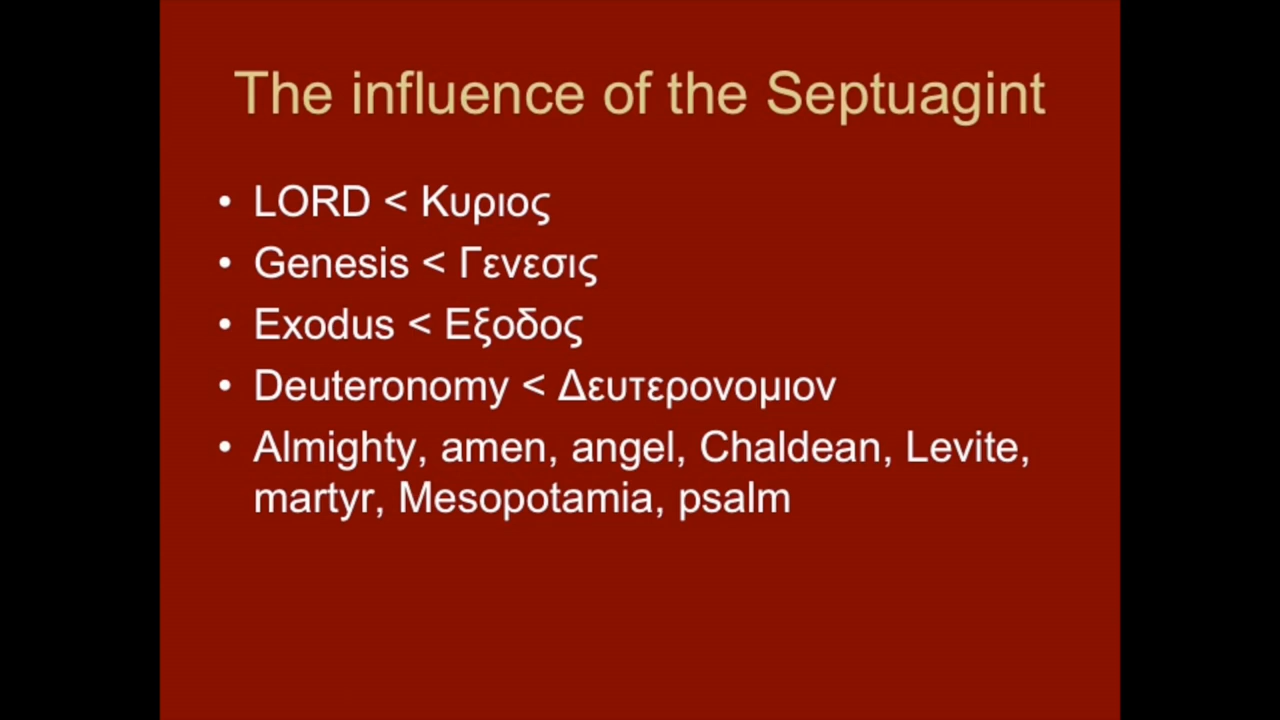 The influence of the Septuagint
• LORD < Κυριος
• Genesis < Γενεσις
• Exodus < Εξοδος
• Deuteronomy < Δευτερονομιον
• Almighty, amen, angel, Chaldean, Levite,
martyr, Mesopotamia, psalm